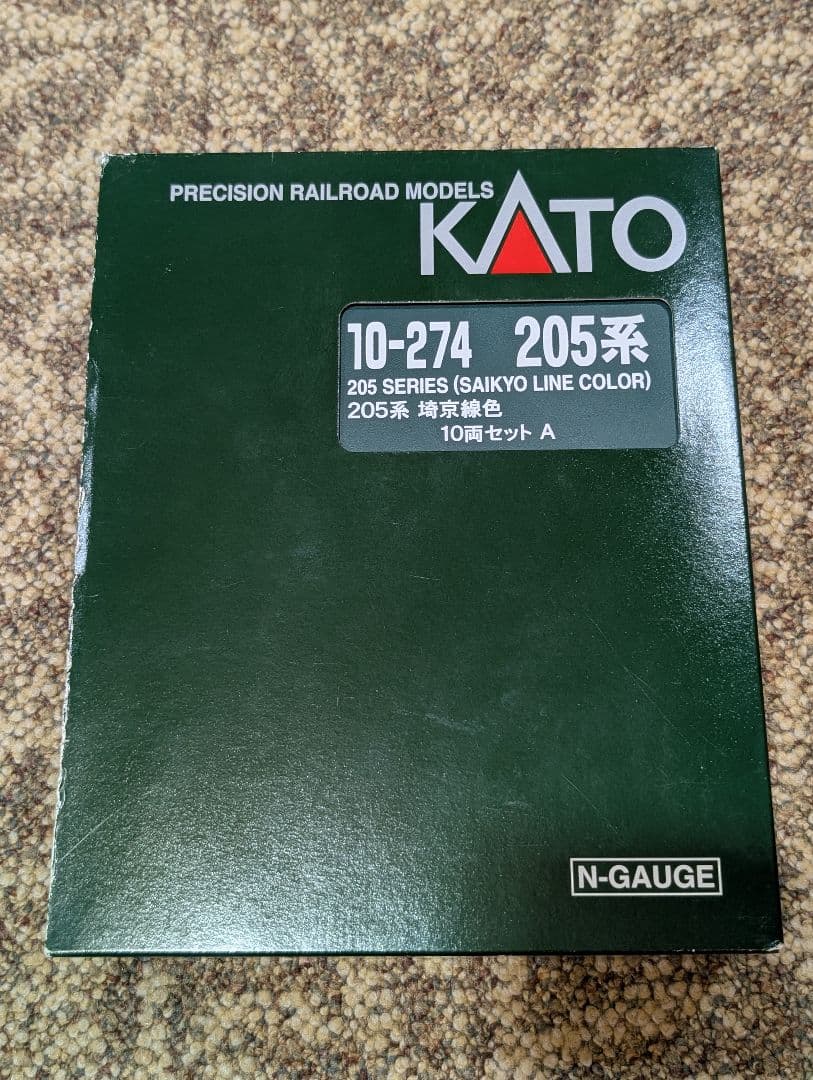 PRECISION RAILROAD MODELS
KATO
10-274 205系
205 SERIES (SAIKYO LINE COLOR)
205系 埼京線色
10両セット A
N-GAUGE